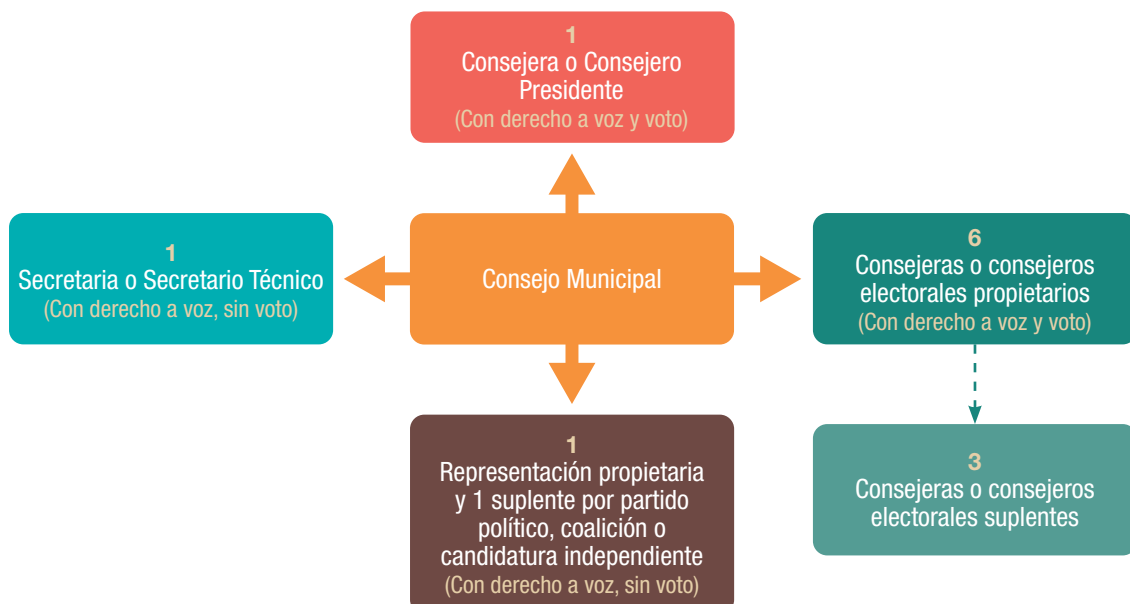 1
Consejera o Consejero
Presidente
(Con derecho a voz y voto)
1
Secretaria o Secretario Técnico
(Con derecho a voz, sin voto)
Consejo Municipal
6
Consejeras o consejeros
electorales propietarios
(Con derecho a voz y voto)
1
Representación propietaria
y 1 suplente por partido
político, coalición o
candidatura independiente
(Con derecho a voz, sin voto)
3
Consejeras o consejeros
electorales suplentes